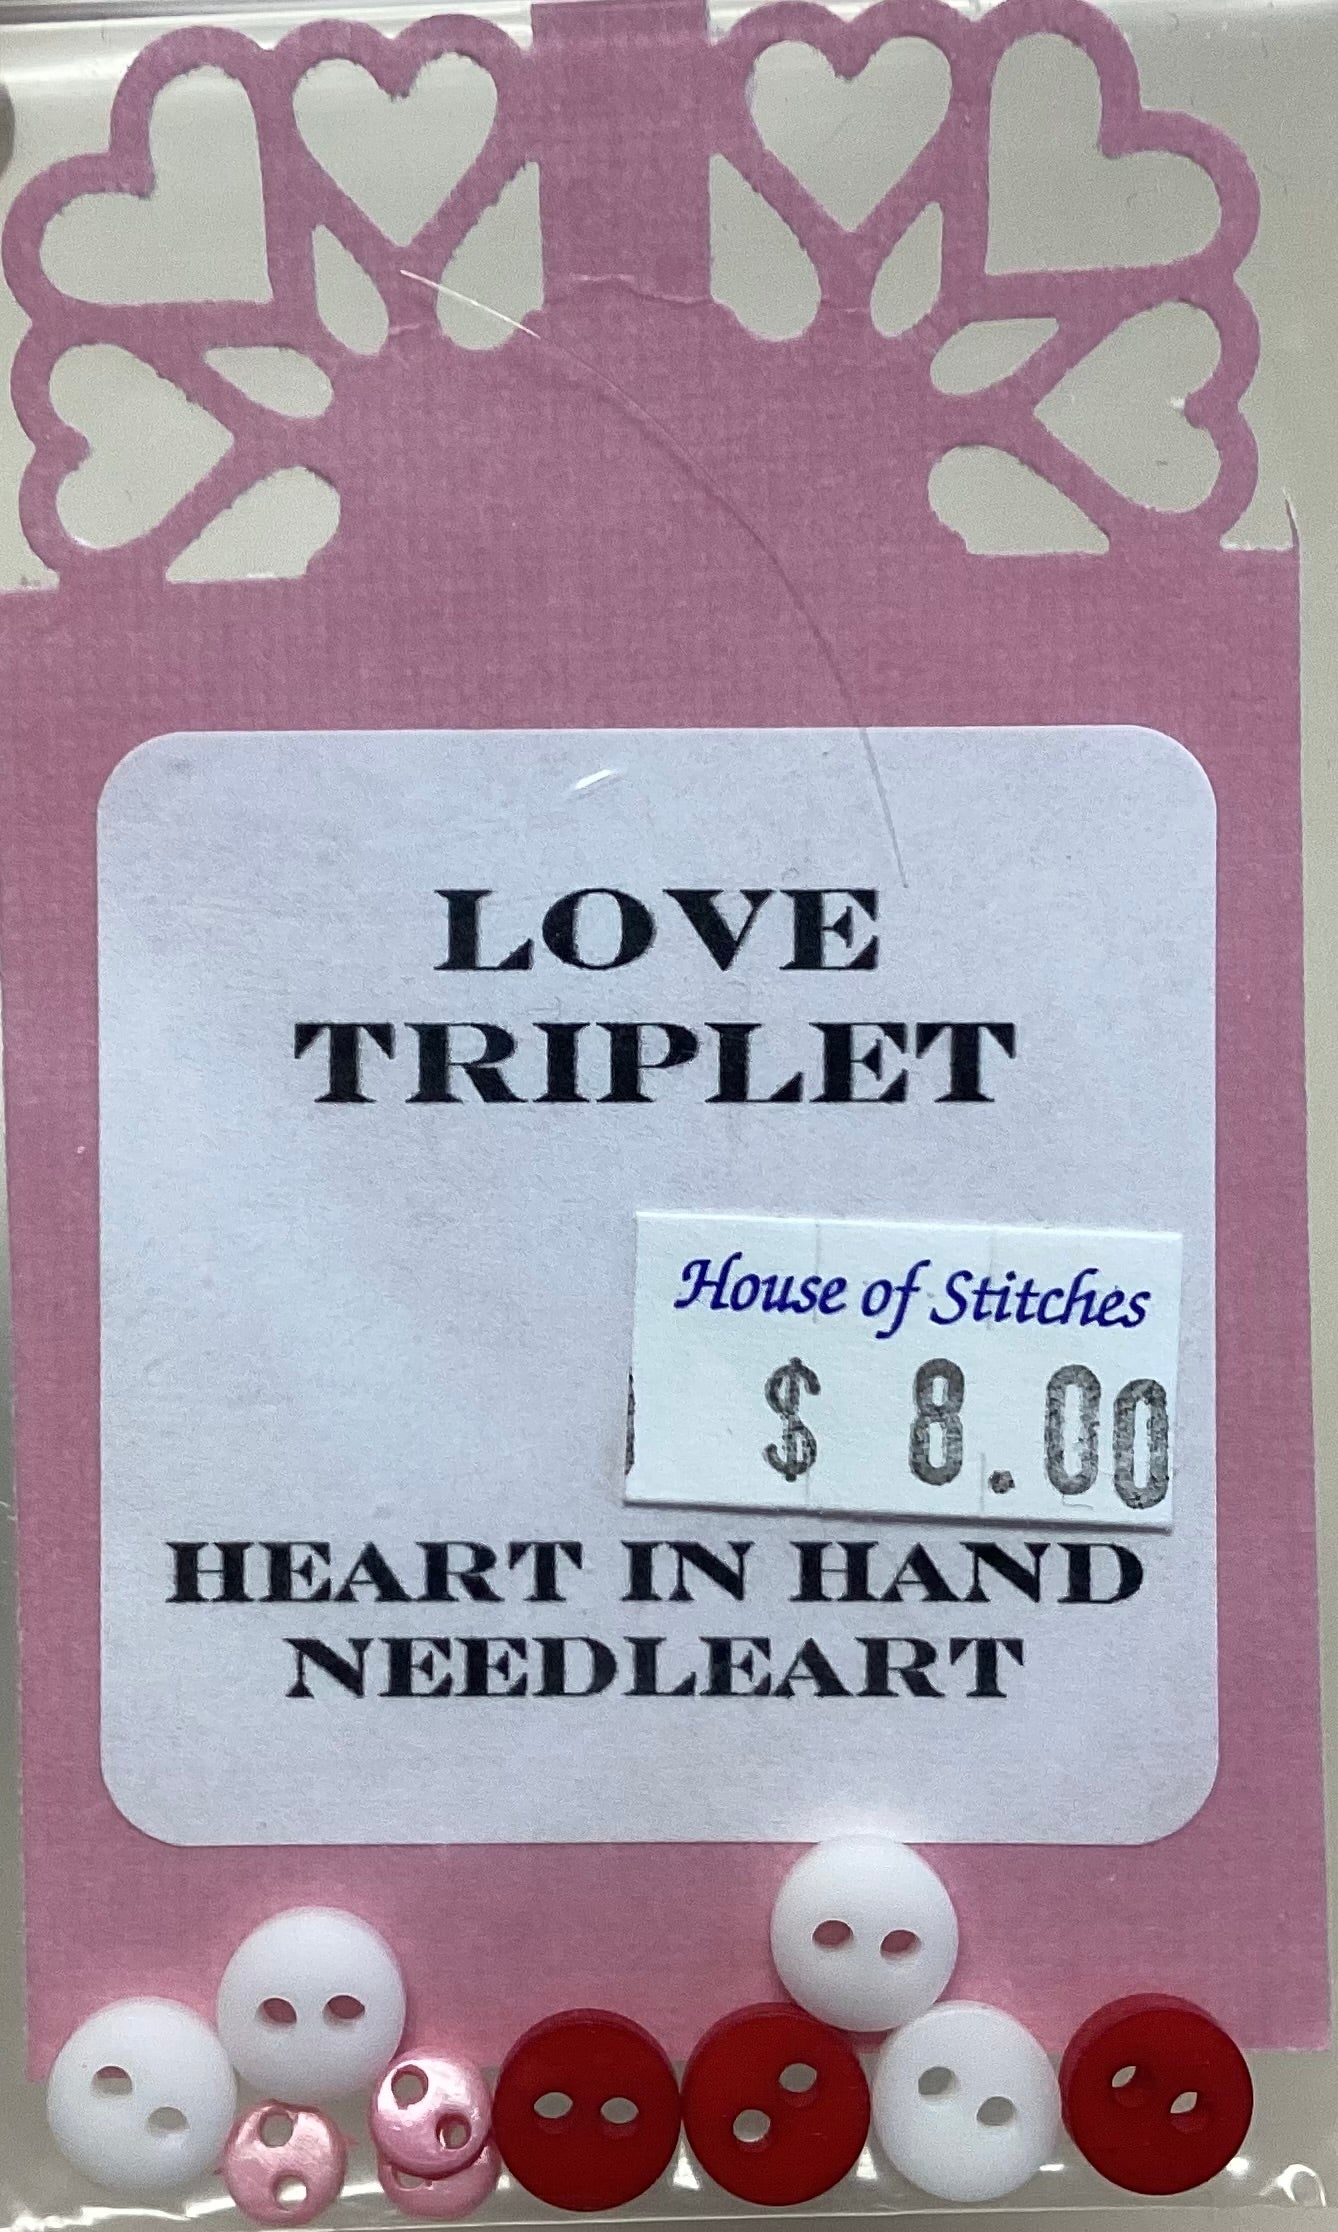 LOVE
TRIPLET
House of Stitches
$ 8.00
HEART IN HAND
NEEDLEART